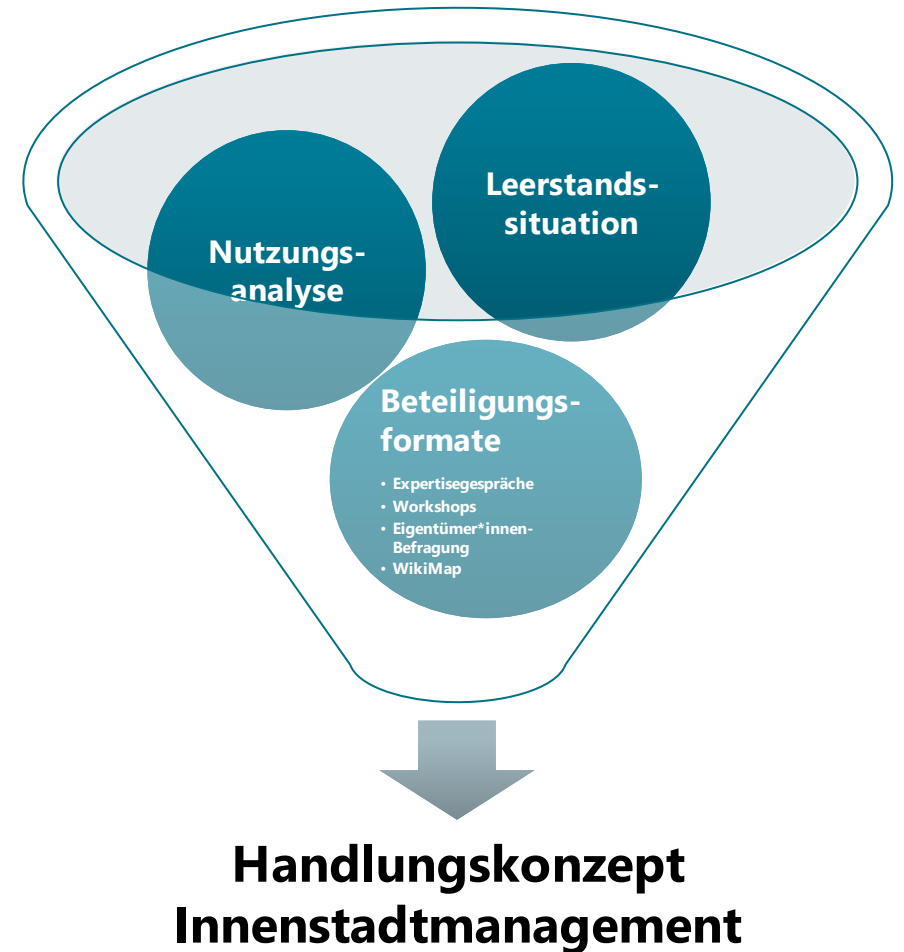 Nutzungs-
analyse
Leerstands-
situation
Beteiligungs-
formate
• Expertisegespräche
• Workshops
• Eigentümer*innen-
Befragung
• WikiMap
Handlungskonzept
Innenstadtmanagement